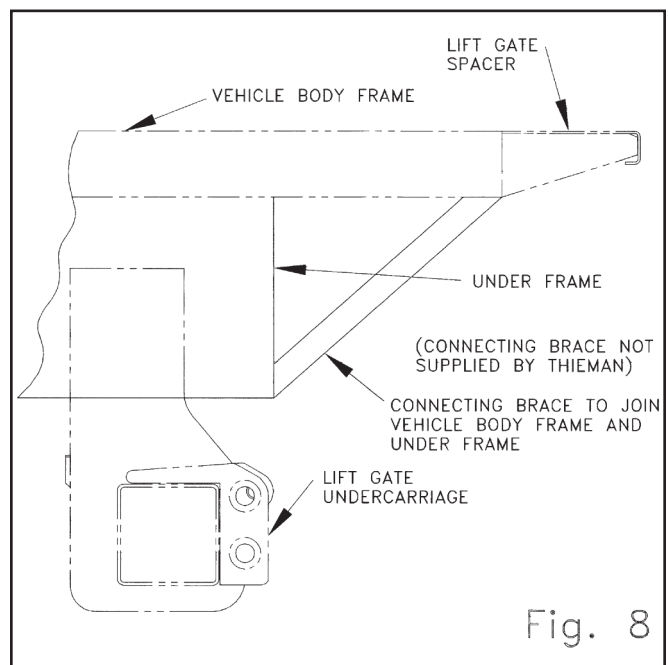 LIFT GATE
SPACER
VEHICLE BODY FRAME
UNDER FRAME
(CONNECTING BRACE NOT
SUPPLIED BY THIEMAN)
CONNECTING BRACE TO JOIN
VEHICLE BODY FRAME AND
UNDER FRAME
LIFT GATE
UNDERCARRIAGE
Fig. 8